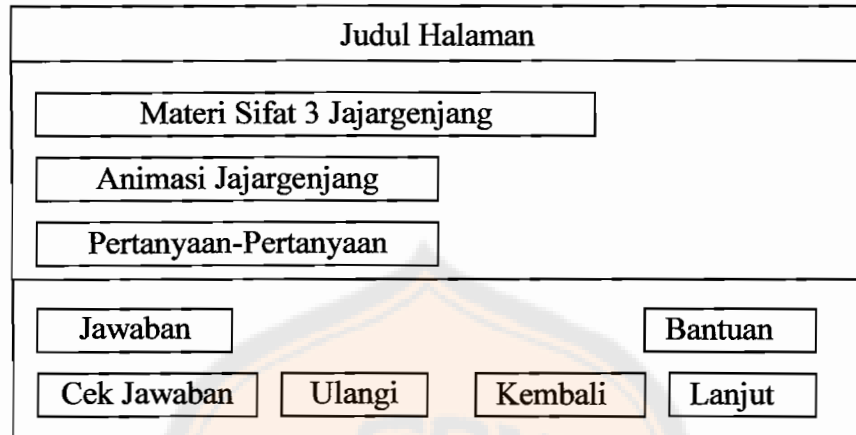 Judul Halaman
Materi Sifat 3 Jajargenjang
Animasi Jajargenjang
Pertanyaan-Pertanyaan
Jawaban
Bantuan
Cek Jawaban
Ulangi
Kembali
Lanjut